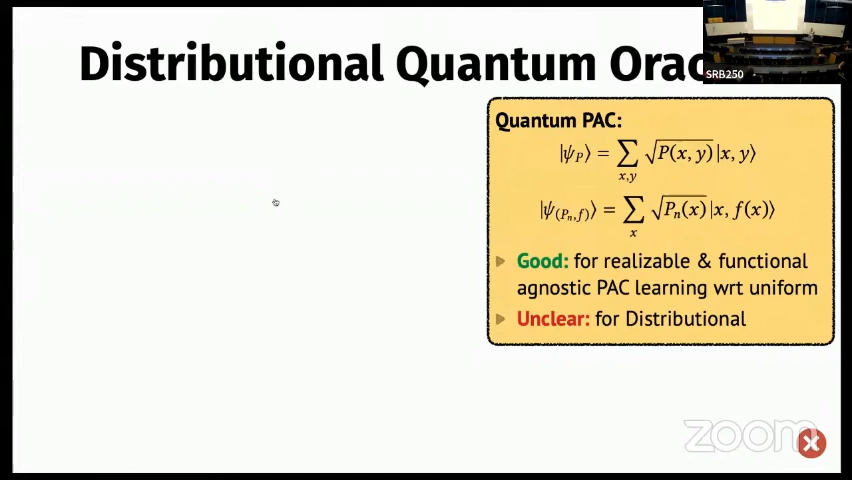 Distributional Quantum Orac
SRB250
Quantum PAC:
|ψ_P⟩ = ∑_{x,y} √P(x, y) |x, y⟩
|ψ_{(P_n,f)}⟩ = ∑_x √P_n(x) |x, f(x)⟩
Good: for realizable & functional
agnostic PAC learning wrt uniform
Unclear: for Distributional
zoom